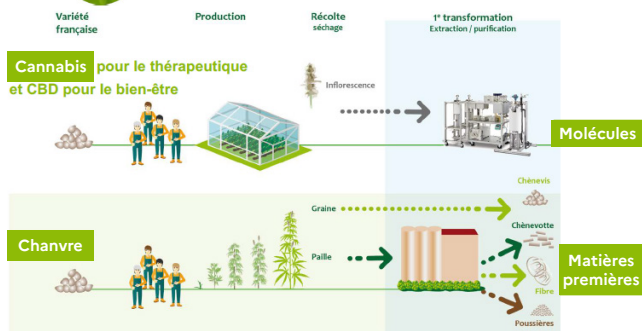 Variété
française
Production
Récolte
séchage
1ᵉ transformation
Extraction / purification
Cannabis pour le thérapeutique
et CBD pour le bien-être
Inflorescence
Molécules
Chènevis
Graine
Chènevotte
Chanvre
Paille
Matières
premières
Fibre
Poussières